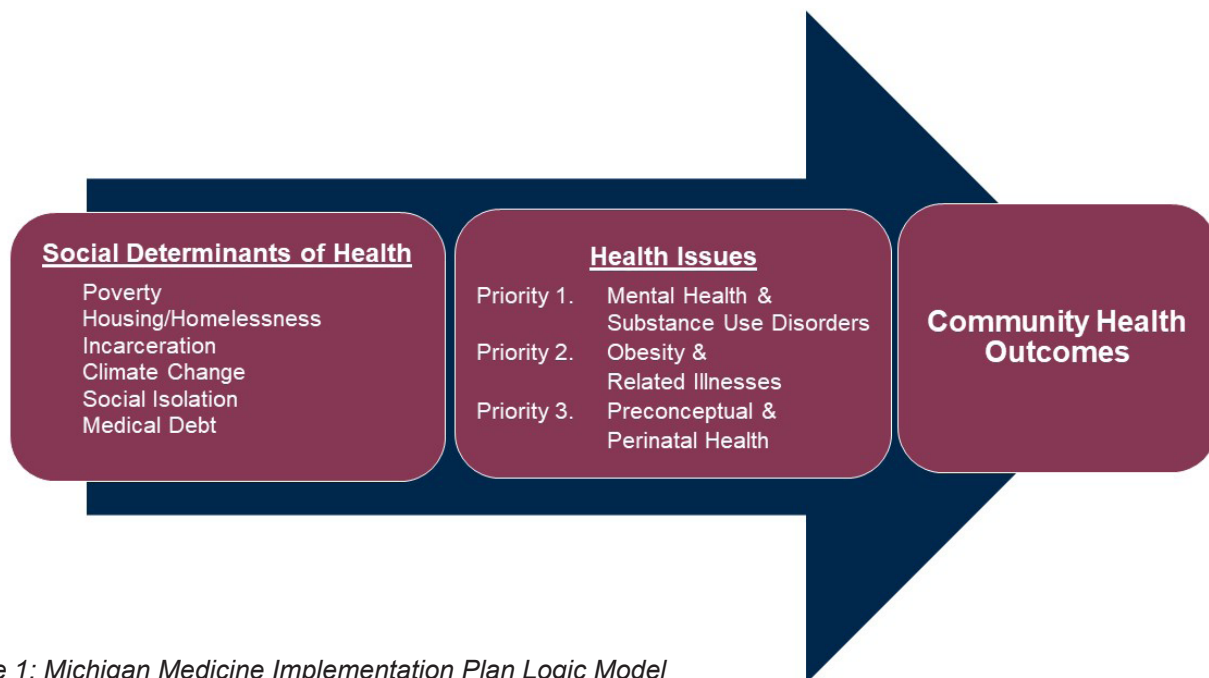 Social Determinants of Health
Poverty
Housing/Homelessness
Incarceration
Climate Change
Social Isolation
Medical Debt
Health Issues
Priority 1. Mental Health &
Substance Use Disorders
Priority 2. Obesity &
Related Illnesses
Priority 3. Preconceptual &
Perinatal Health
Community Health
Outcomes
e 1: Michigan Medicine Implementation Plan Logic Model